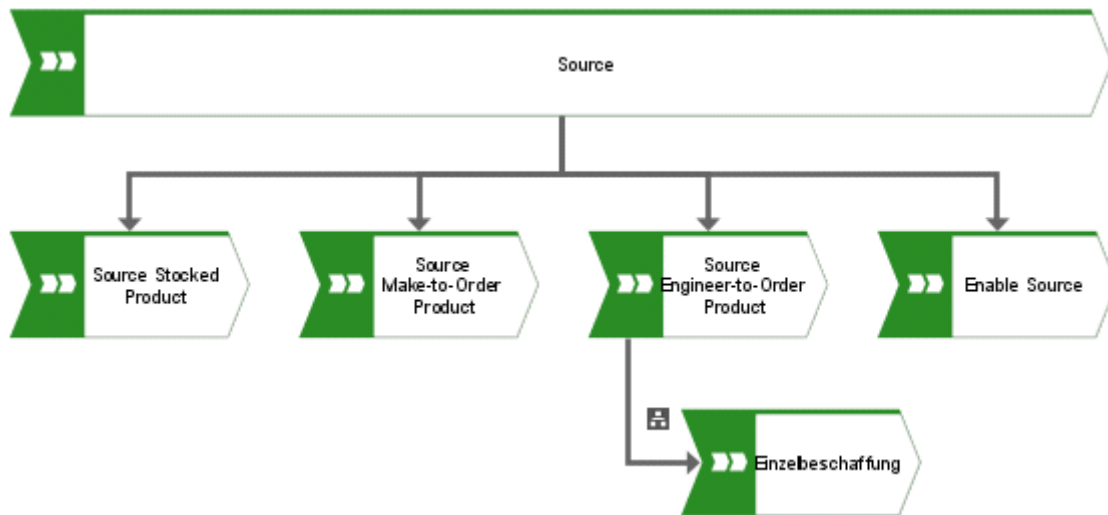 Source
Source Stocked
Product
Source
Make-to-Order
Product
Source
Engineer-to-Order
Product
Enable Source
Einzelbeschaffung